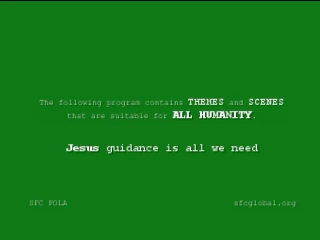 The following program contains THEMES and SCENES
that are suitable for ALL HUMANITY.
Jesus guidance is all we need
SFC POLA sfcglobal.org